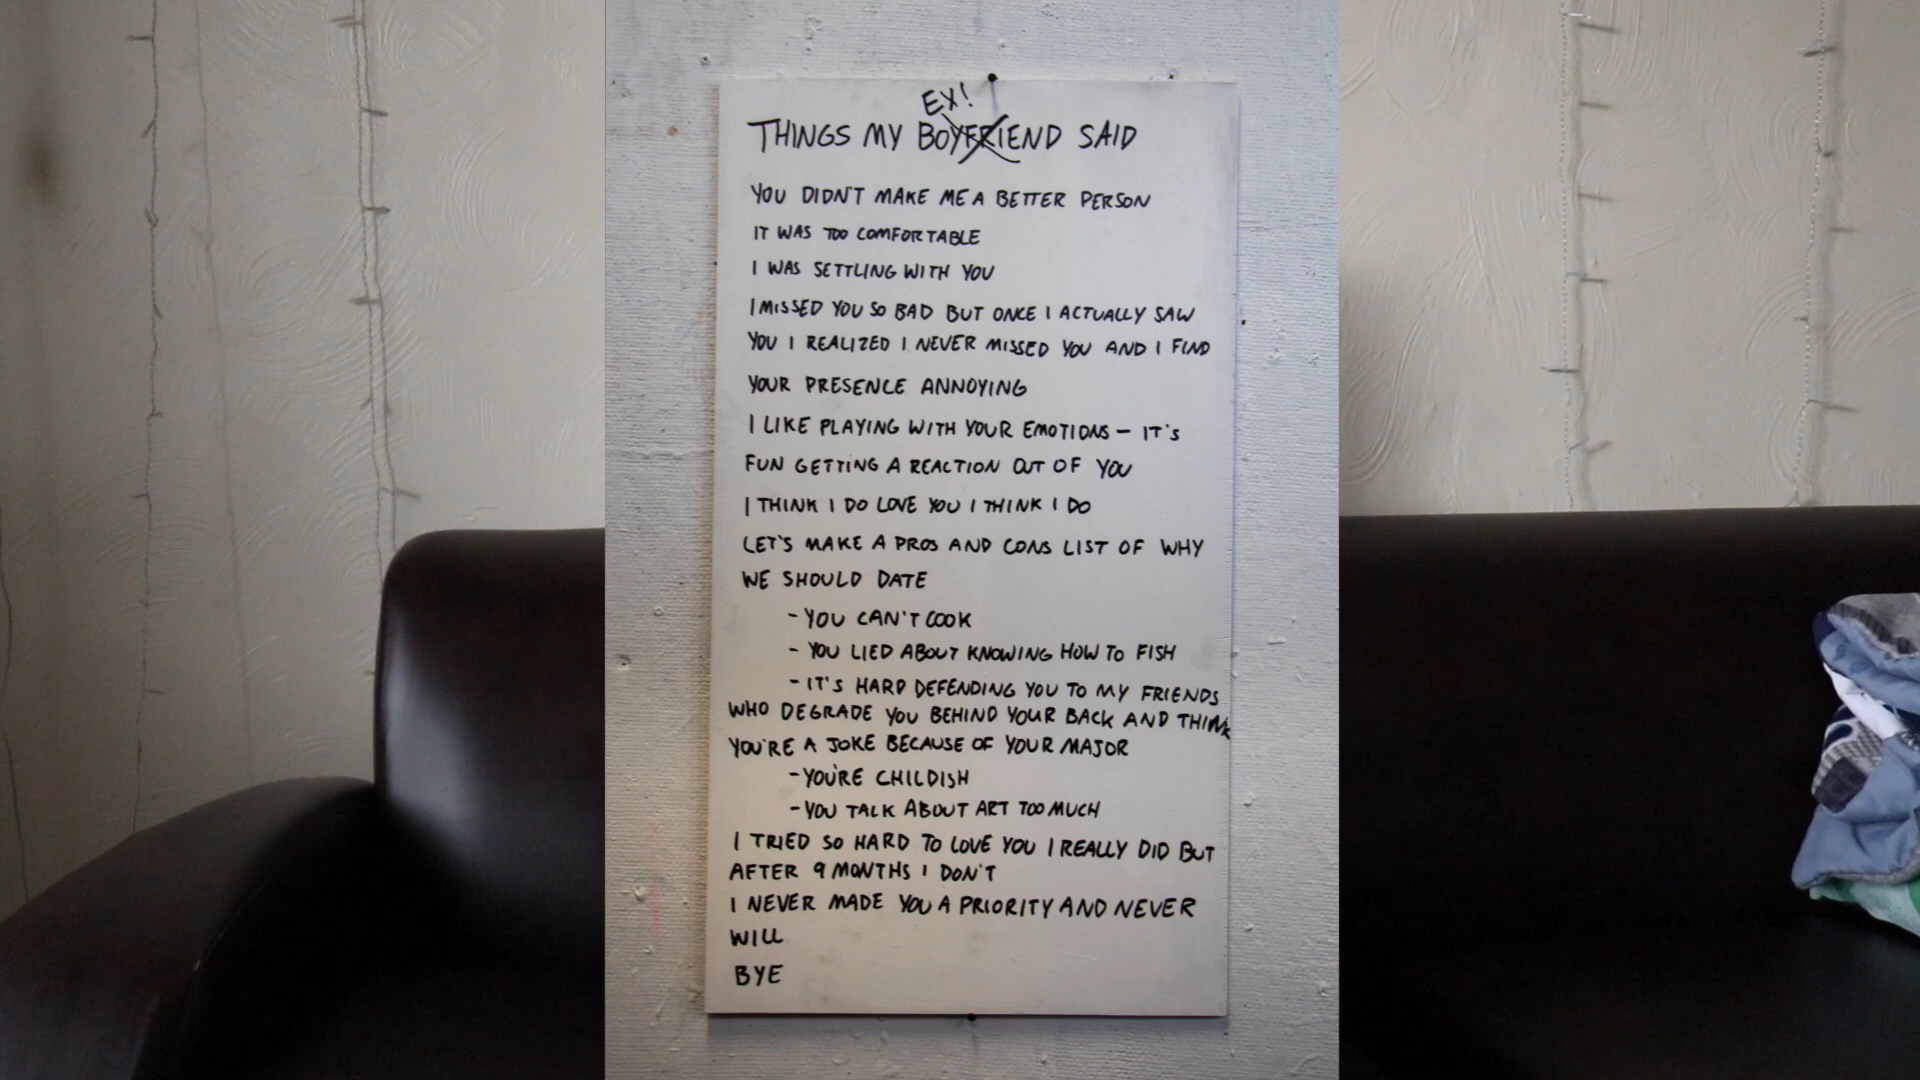 EX!
THINGS MY BOYFRIEND SAID
YOU DIDN'T MAKE ME A BETTER PERSON
IT WAS TOO COMFORTABLE
I WAS SETTLING WITH YOU
I MISSED YOU SO BAD BUT ONCE I ACTUALLY SAW
YOU I REALIZED I NEVER MISSED YOU AND I FIND
YOUR PRESENCE ANNOYING
I LIKE PLAYING WITH YOUR EMOTIONS – IT'S
FUN GETTING A REACTION OUT OF YOU
I THINK I DO LOVE YOU I THINK I DO
LET'S MAKE A PROS AND CONS LIST OF WHY
WE SHOULD DATE
- YOU CAN'T COOK
- YOU LIED ABOUT KNOWING HOW TO FISH
- IT'S HARD DEFENDING YOU TO MY FRIENDS
WHO DEGRADE YOU BEHIND YOUR BACK AND THINK
YOU'RE A JOKE BECAUSE OF YOUR MAJOR
- YOU'RE CHILDISH
- YOU TALK ABOUT ART TOO MUCH
I TRIED SO HARD TO LOVE YOU I REALLY DID BUT
AFTER 9 MONTHS I DON'T
I NEVER MADE YOU A PRIORITY AND NEVER
WILL
BYE